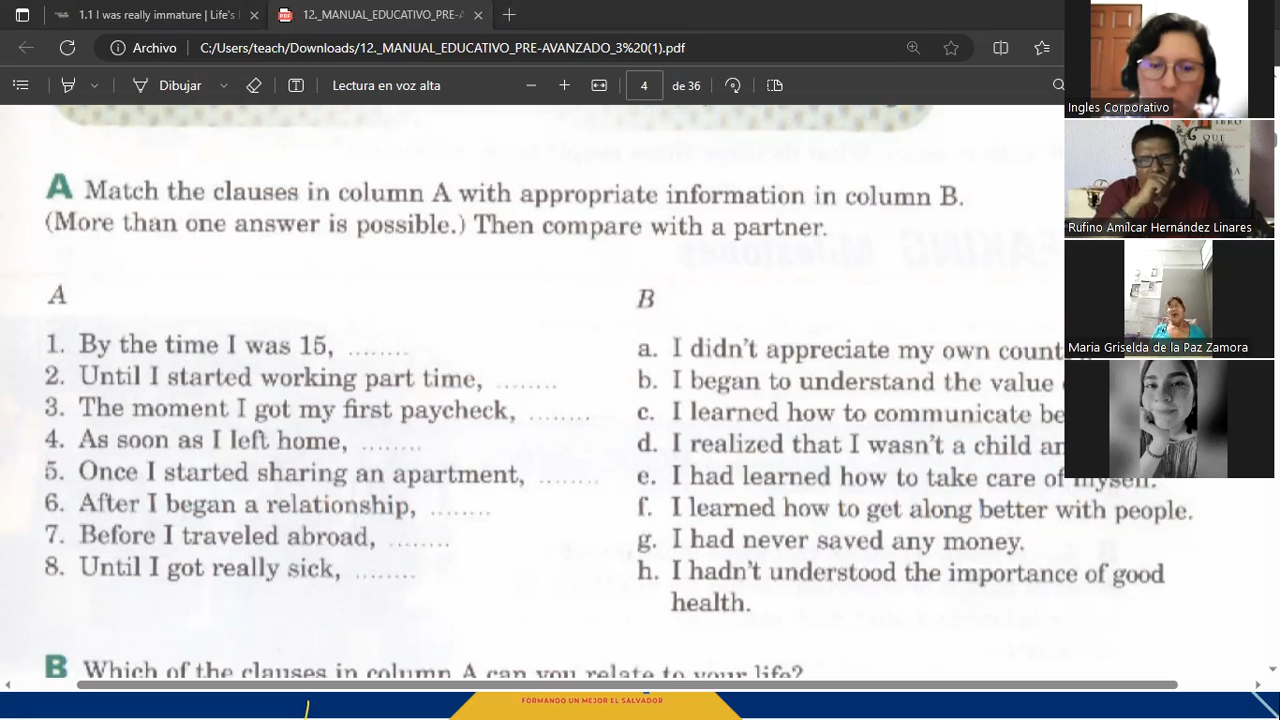 1.1 I was really immature | Life's
12._MANUAL_EDUCATIVO_PRE-A
Archivo
C:/Users/teach/Downloads/12._MANUAL_EDUCATIVO_PRE-AVANZADO_3%20(1).pdf
Dibujar
Lectura en voz alta
4
de 36
Ingles Corporativo
Rufino Amílcar Hernández Linares
Maria Griselda de la Paz Zamora
A Match the clauses in column A with appropriate information in column B.
(More than one answer is possible.) Then compare with a partner.
A
1. By the time I was 15, ........
2. Until I started working part time, ........
3. The moment I got my first paycheck, ........
4. As soon as I left home, ........
5. Once I started sharing an apartment, ........
6. After I began a relationship, ........
7. Before I traveled abroad, ........
8. Until I got really sick, ........
B
a. I didn't appreciate my own
b. I began to understand the value
c. I learned how to communicate
d. I realized that I wasn't a child
e. I had learned how to take care of myself.
f. I learned how to get along better with people.
g. I had never saved any money.
h. I hadn't understood the importance of good
health.
B Which of the clauses in column A can you relate to your life?
FORMANDO UN MEJOR EL SALVADOR